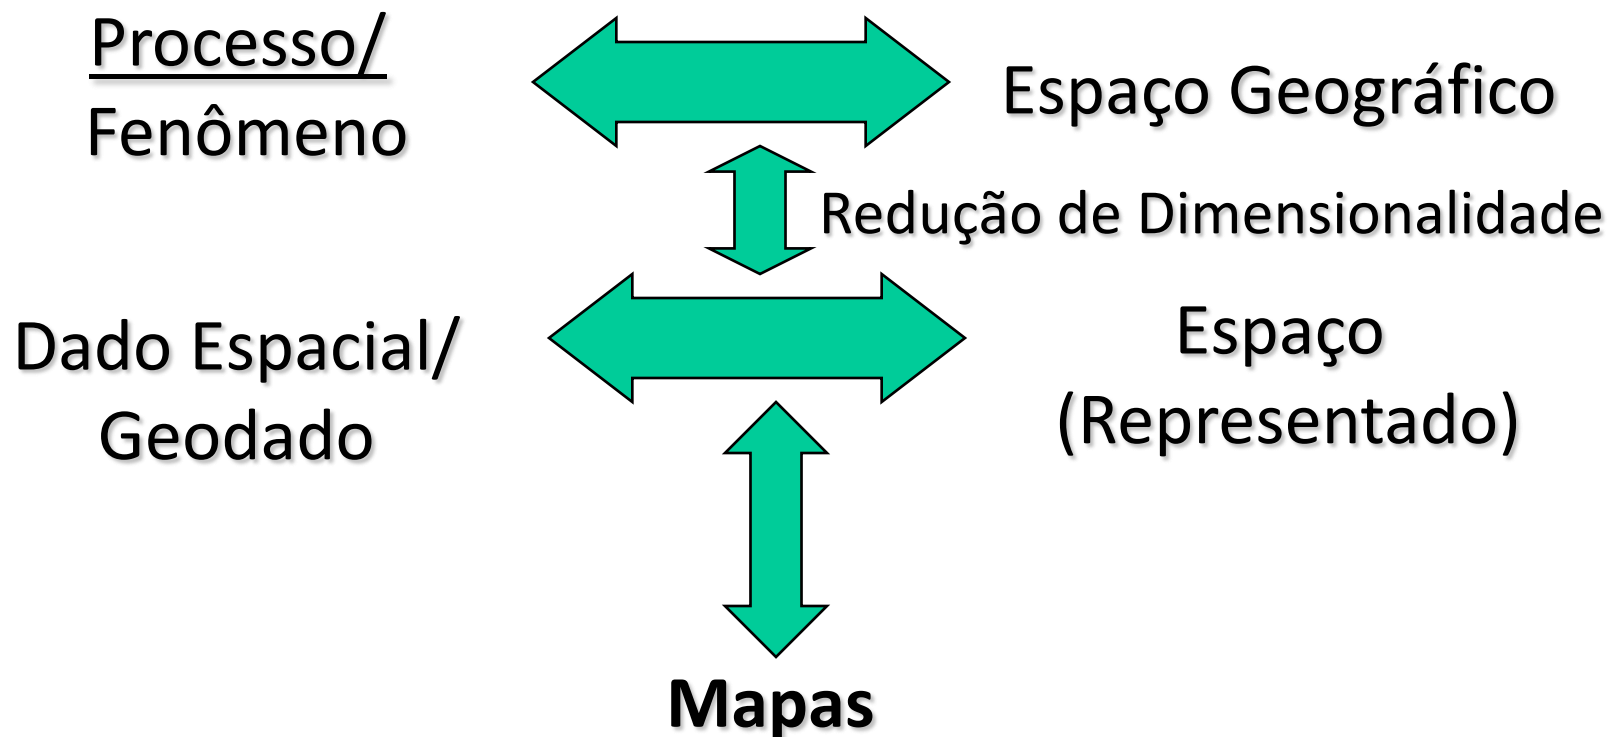 Processo/
Fenômeno
Espaço Geográfico
Redução de Dimensionalidade
Dado Espacial/
Geodado
Espaço
(Representado)
Mapas